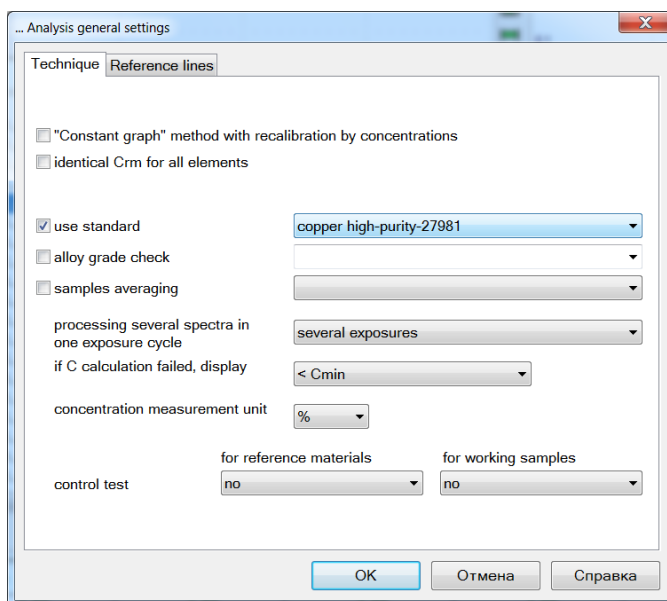 ... Analysis general settings
Technique
Reference lines
"Constant graph" method with recalibration by concentrations
identical Crm for all elements
use standard
copper high-purity-27981
alloy grade check
samples averaging
processing several spectra in
one exposure cycle
several exposures
if C calculation failed, display
< Cmin
concentration measurement unit
%
for reference materials
for working samples
control test
no
no
OK
Отмена
Справка